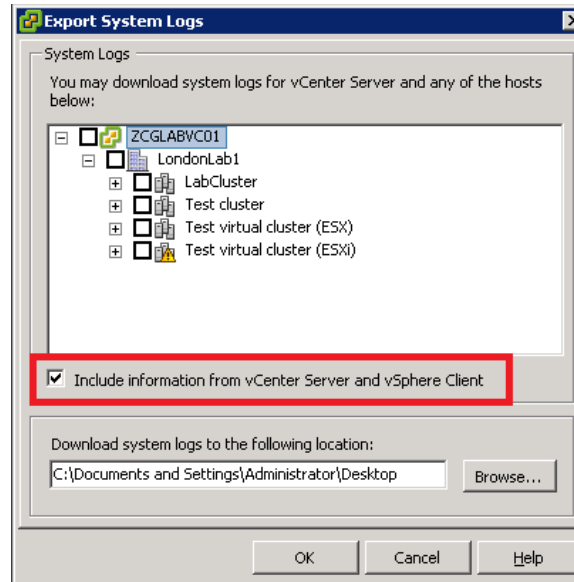 Export System Logs
System Logs
You may download system logs for vCenter Server and any of the hosts
below:
ZCGLABVC01
LondonLab1
LabCluster
Test cluster
Test virtual cluster (ESX)
Test virtual cluster (ESXi)
Include information from vCenter Server and vSphere Client
Download system logs to the following location:
C:\Documents and Settings\Administrator\Desktop
Browse...
OK
Cancel
Help